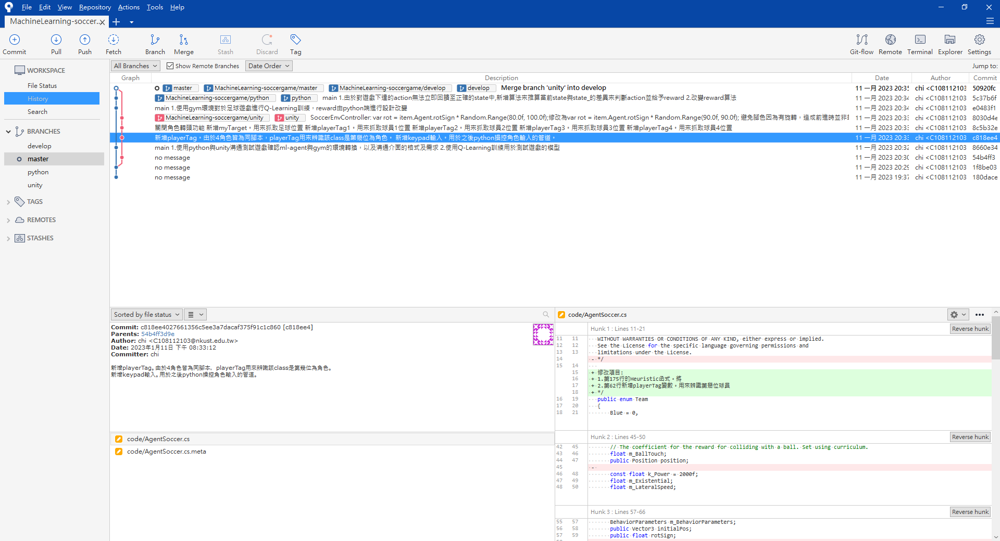 File Edit View Repository Actions Tools Help
MachineLearning-soccer..
Commit Pull Push Fetch Branch Merge Stash Discard Tag Git-flow Remote Terminal Explorer Settings
WORKSPACE
File Status
History
Search
BRANCHES
develop
master
python
unity
TAGS
REMOTES
STASHES
All Branches Show Remote Branches Date Order Jump to:
Graph Description Date Author Commit
master MachineLearning-soccergame/master MachineLearning-soccergame/develop develop Merge branch 'unity' into develop 11 一月 2023 20:35 chi <C108112103 50920fc
MachineLearning-soccergame/python python main 1.由於對遊戲下達的action無法立即回饋至正確的state中,新增算法來推算當前state與state_的差異來判斷action並給予reward 2.改變reward算法 11 一月 2023 20:34 chi <C108112103 5c37b6f
main 1.使用gym環境對於足球遊戲進行Q-Learning訓練，reward由python端進行設計改變 11 一月 2023 20:34 chi <C108112103 e0483f1
MachineLearning-soccergame/unity unity SoccerEnvController: var rot = item.Agent.rotSign * Random.Range(80.0f, 100.0f);修改為var rot = item.Agent.rotSign * Random.Range(90.0f, 90.0f); 避免腳色因為有旋轉，造成前進時並非 11 一月 2023 20:33 chi <C108112103 8030d4e
關閉角色轉頭功能 新增myTarget。用來抓取足球位置 新增playerTag1。用來抓取球員1位置 新增playerTag2。用來抓取球員2位置 新增playerTag3。用來抓取球員3位置 新增playerTag4。用來抓取球員4位置 11 一月 2023 20:33 chi <C108112103 8c5b32e
新增playerTag。由於4角色皆為同腳本，playerTag用來辨識該class是第幾位為角色。 新增keypad輸入。用於之後python操控角色輸入的管道。 11 一月 2023 20:33 chi <C108112103 c818ee4
main 1.使用python與unity溝通測試遊戲確認ml-agent與gym的環境轉換，以及溝通介面的格式及需求 2.使用Q-Learning訓練用於測試遊戲的模型 11 一月 2023 20:32 chi <C108112103 8660e34
no message 11 一月 2023 20:30 chi <C108112103 54b4ff3
no message 11 一月 2023 20:29 chi <C108112103 1f8be03
no message 11 一月 2023 19:37 chi <C108112103 180dace
Sorted by file status
Commit: c818ee4027661356c5ee3a7dacaf375f91c1c860 [c818ee4]
Parents: 54b4ff3d9e
Author: chi <C108112103@nkust.edu.tw>
Date: 2023年1月11日 下午 08:33:12
Committer: chi
新增playerTag。由於4角色皆為同腳本，playerTag用來辨識該class是第幾位為角色。
新增keypad輸入。用於之後python操控角色輸入的管道。
code/AgentSoccer.cs
code/AgentSoccer.cs.meta
code/AgentSoccer.cs
Hunk 1 : Lines 11-21 Reverse hunk
11 11 WITHOUT WARRANTIES OR CONDITIONS OF ANY KIND, either express or implied.
12 12 See the License for the specific language governing permissions and
13 13 limitations under the License.
14 - */
15 14
15 + 修改項目:
16 + 1.第175行的Heuristic函式。將
17 + 2.第62行新增playerTag變數。用來辨識第幾位球員
18 + */
16 19 public enum Team
17 20 {
18 21 Blue = 0,
Hunk 2 : Lines 45-50 Reverse hunk
42 45 // The coefficient for the reward for colliding with a ball. Set using curriculum.
43 46 float m_BallTouch;
44 47 public Position position;
45 -
46 48 const float k_Power = 2000f;
47 49 float m_Existential;
48 50 float m_LateralSpeed;
Hunk 3 : Lines 57-66 Reverse hunk
55 57 BehaviorParameters m_BehaviorParameters;
56 58 public Vector3 initialPos;
57 59 public float rotSign;